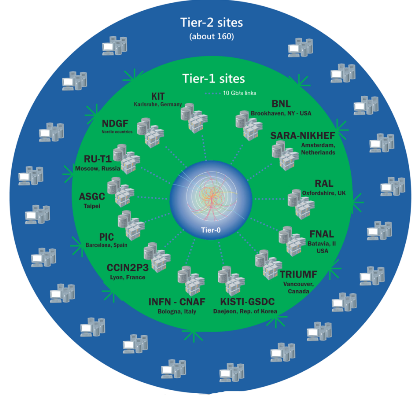 Tier-2 sites
(about 160)
Tier-1 sites
10 Gb/s links
KIT
Karlsruhe, Germany
BNL
Brookhaven, NY - USA
NDGF
SARA-NIKHEF
Amsterdam,
Netherlands
RU-T1
Moscow, Russia
RAL
Oxfordshire, UK
ASGC
Taipei
FNAL
Batavia, Il
USA
PIC
Barcelona, Spain
Tier-0
CCIN2P3
Lyon, France
TRIUMF
Vancouver,
Canada
INFN - CNAF
Bologna, Italy
KISTI-GSDC
Daejeon, Rep. of Korea